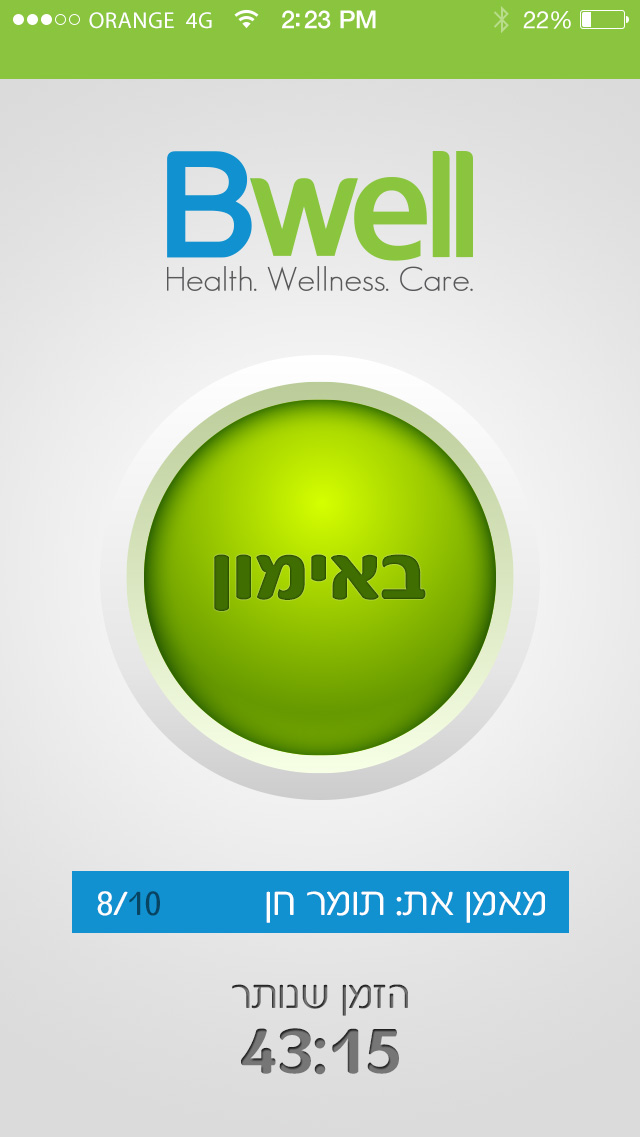 ORANGE 4G 2:23 PM 22%
Bwell
Health. Wellness. Care.
באימון
מאמן את: תומר חן 8/10
הזמן שנותר
43:15